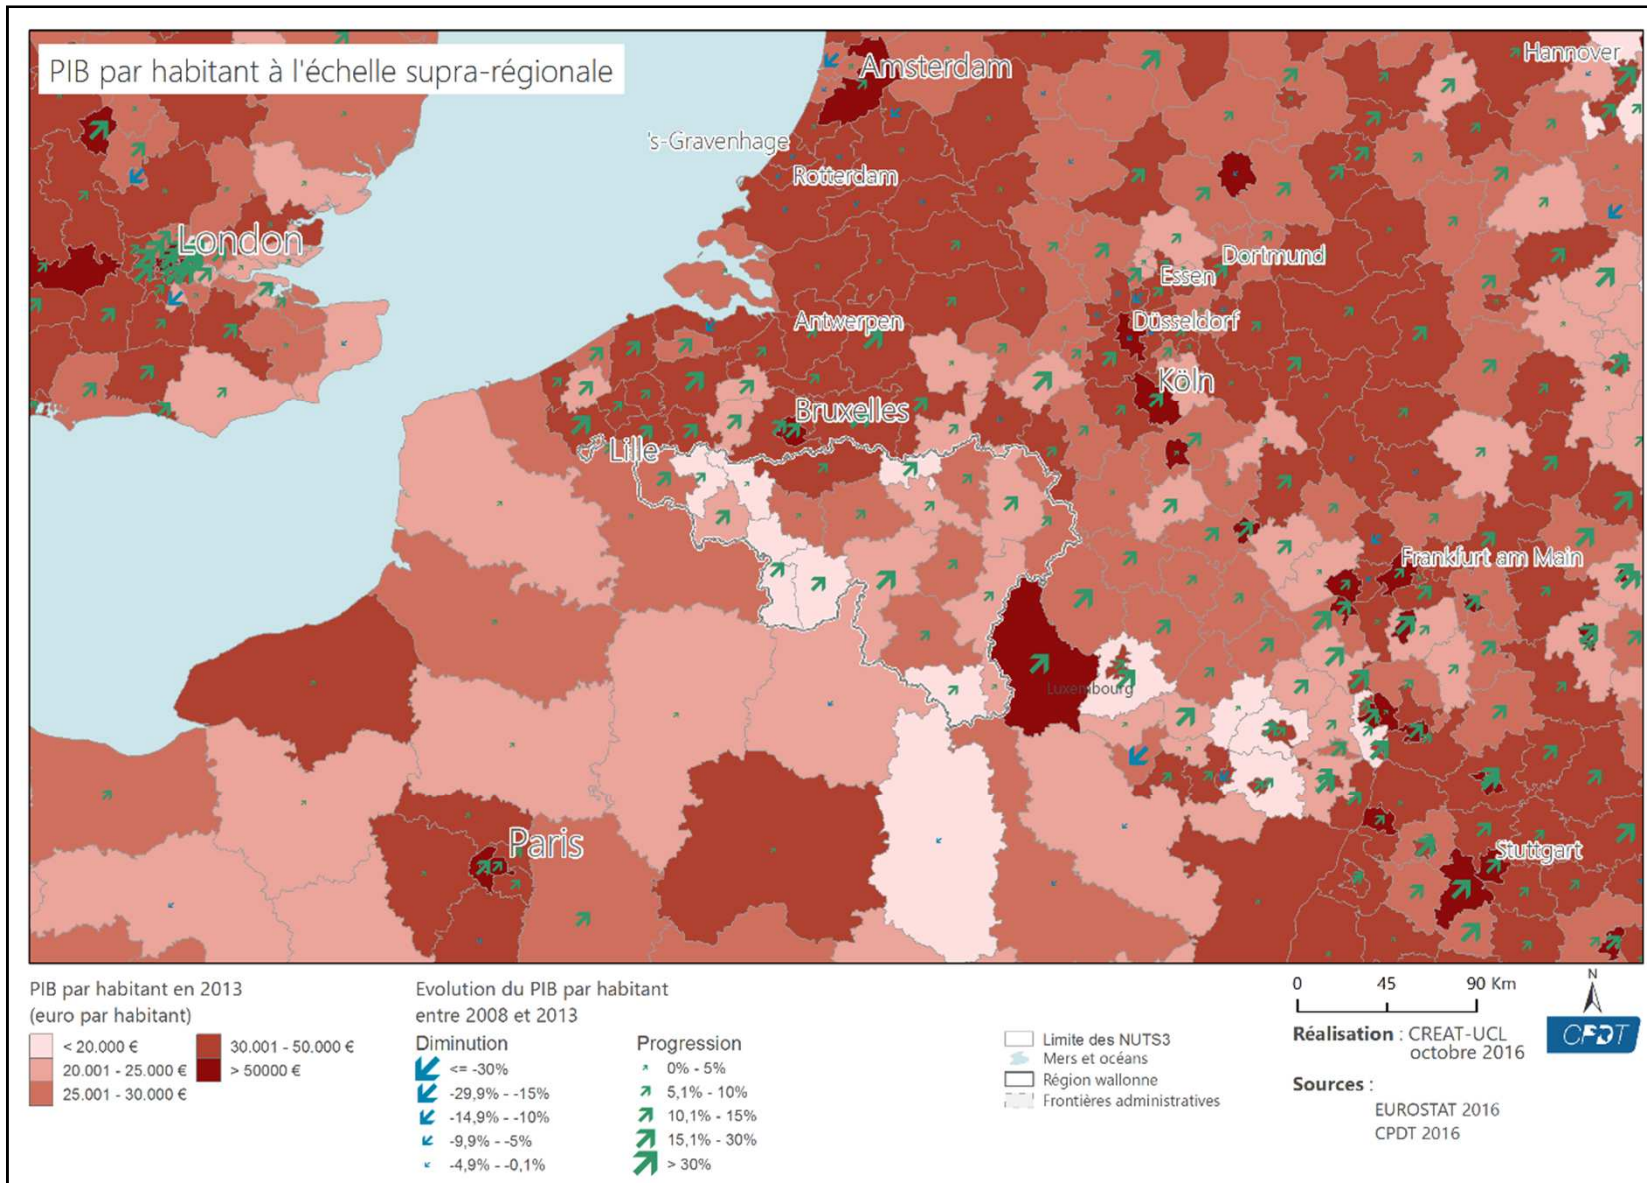 PIB par habitant à l'échelle supra-régionale
Hannover
Amsterdam
's-Gravenhage
Rotterdam
London
Dortmund
Essen
Antwerpen
Düsseldorf
Köln
Bruxelles
Lille
Frankfurt am Main
Luxembourg
Paris
Stuttgart
PIB par habitant en 2013
(euro par habitant)
< 20.000 €
20.001 - 25.000 €
25.001 - 30.000 €
30.001 - 50.000 €
> 50000 €
Evolution du PIB par habitant
entre 2008 et 2013
Diminution
<= -30%
-29,9% - -15%
-14,9% - -10%
-9,9% - -5%
-4,9% - -0,1%
Progression
0% - 5%
5,1% - 10%
10,1% - 15%
15,1% - 30%
> 30%
Limite des NUTS3
Mers et océans
Région wallonne
Frontières administratives
0 45 90 Km
N
Réalisation : CREAT-UCL
octobre 2016
CPDT
Sources :
EUROSTAT 2016
CPDT 2016